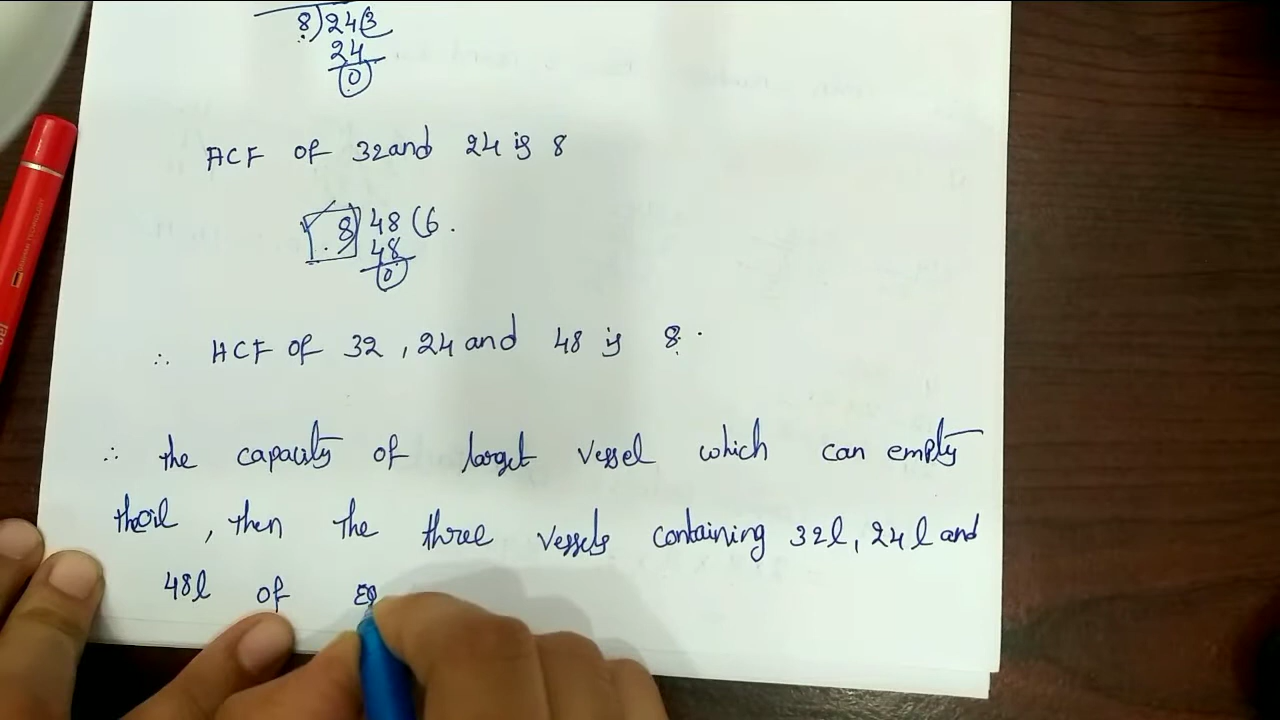 8)24(3
24
0
HCF of 32 and 24 is 8
8) 48 (6.
48
0
∴ HCF of 32, 24 and 48 is 8.
∴ the capacity of largest vessel which can empty
the oil, then the three vessels containing 32l, 24l and
48l of